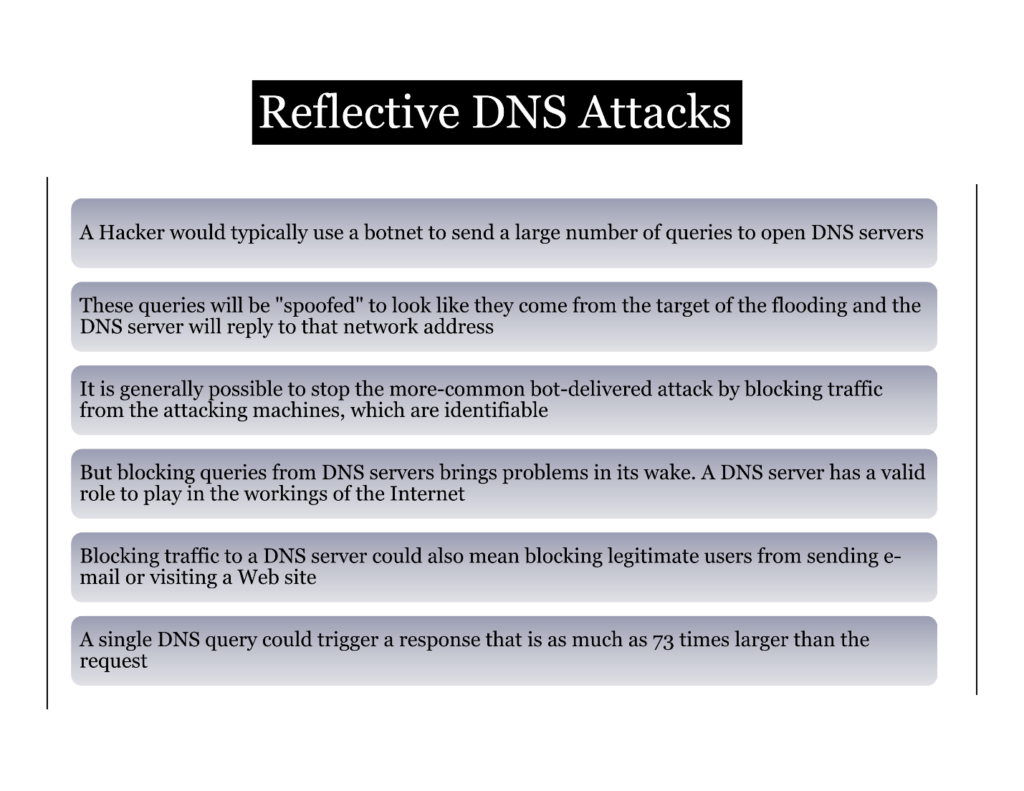 Reflective DNS Attacks
A Hacker would typically use a botnet to send a large number of queries to open DNS servers
These queries will be "spoofed" to look like they come from the target of the flooding and the
DNS server will reply to that network address
It is generally possible to stop the more-common bot-delivered attack by blocking traffic
from the attacking machines, which are identifiable
But blocking queries from DNS servers brings problems in its wake. A DNS server has a valid
role to play in the workings of the Internet
Blocking traffic to a DNS server could also mean blocking legitimate users from sending e-
mail or visiting a Web site
A single DNS query could trigger a response that is as much as 73 times larger than the
request